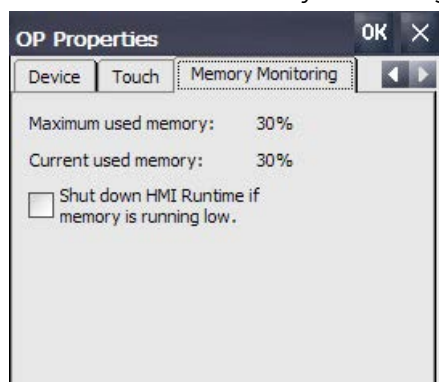 OP Properties OK
Device Touch Memory Monitoring
Maximum used memory: 30%
Current used memory: 30%
Shut down HMI Runtime if
memory is running low.